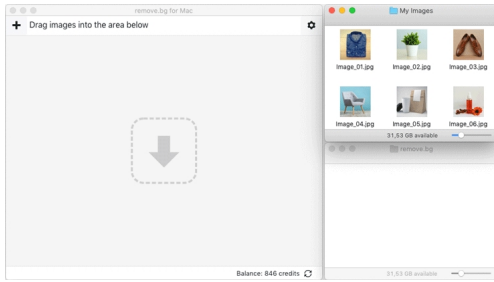 remove.bg for Mac
Drag images into the area below
Balance: 846 credits
My Images
Image_01.jpg
Image_02.jpg
Image_03.jpg
Image_04.jpg
Image_05.jpg
Image_06.jpg
31,53 GB available
remove.bg
31,53 GB available